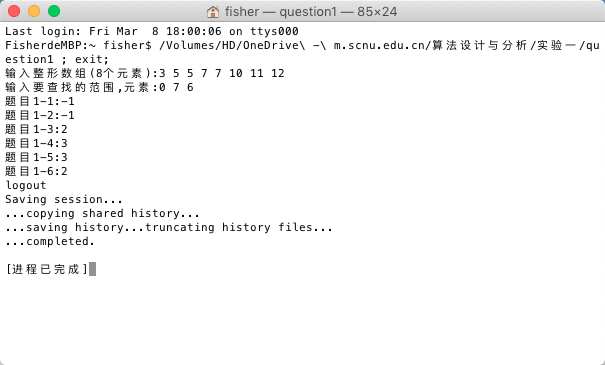 fisher — question1 — 85×24
Last login: Fri Mar  8 18:00:06 on ttys000
FisherdeMBP:~ fisher$ /Volumes/HD/OneDrive\ -\ m.scnu.edu.cn/算法设计与分析/实验一/qu
estion1 ; exit;
输入整形数组(8个元素):3 5 5 7 7 10 11 12
输入要查找的范围,元素:0 7 6
题目1-1:-1
题目1-2:-1
题目1-3:2
题目1-4:3
题目1-5:3
题目1-6:2
logout
Saving session...
...copying shared history...
...saving history...truncating history files...
...completed.
[进程已完成]